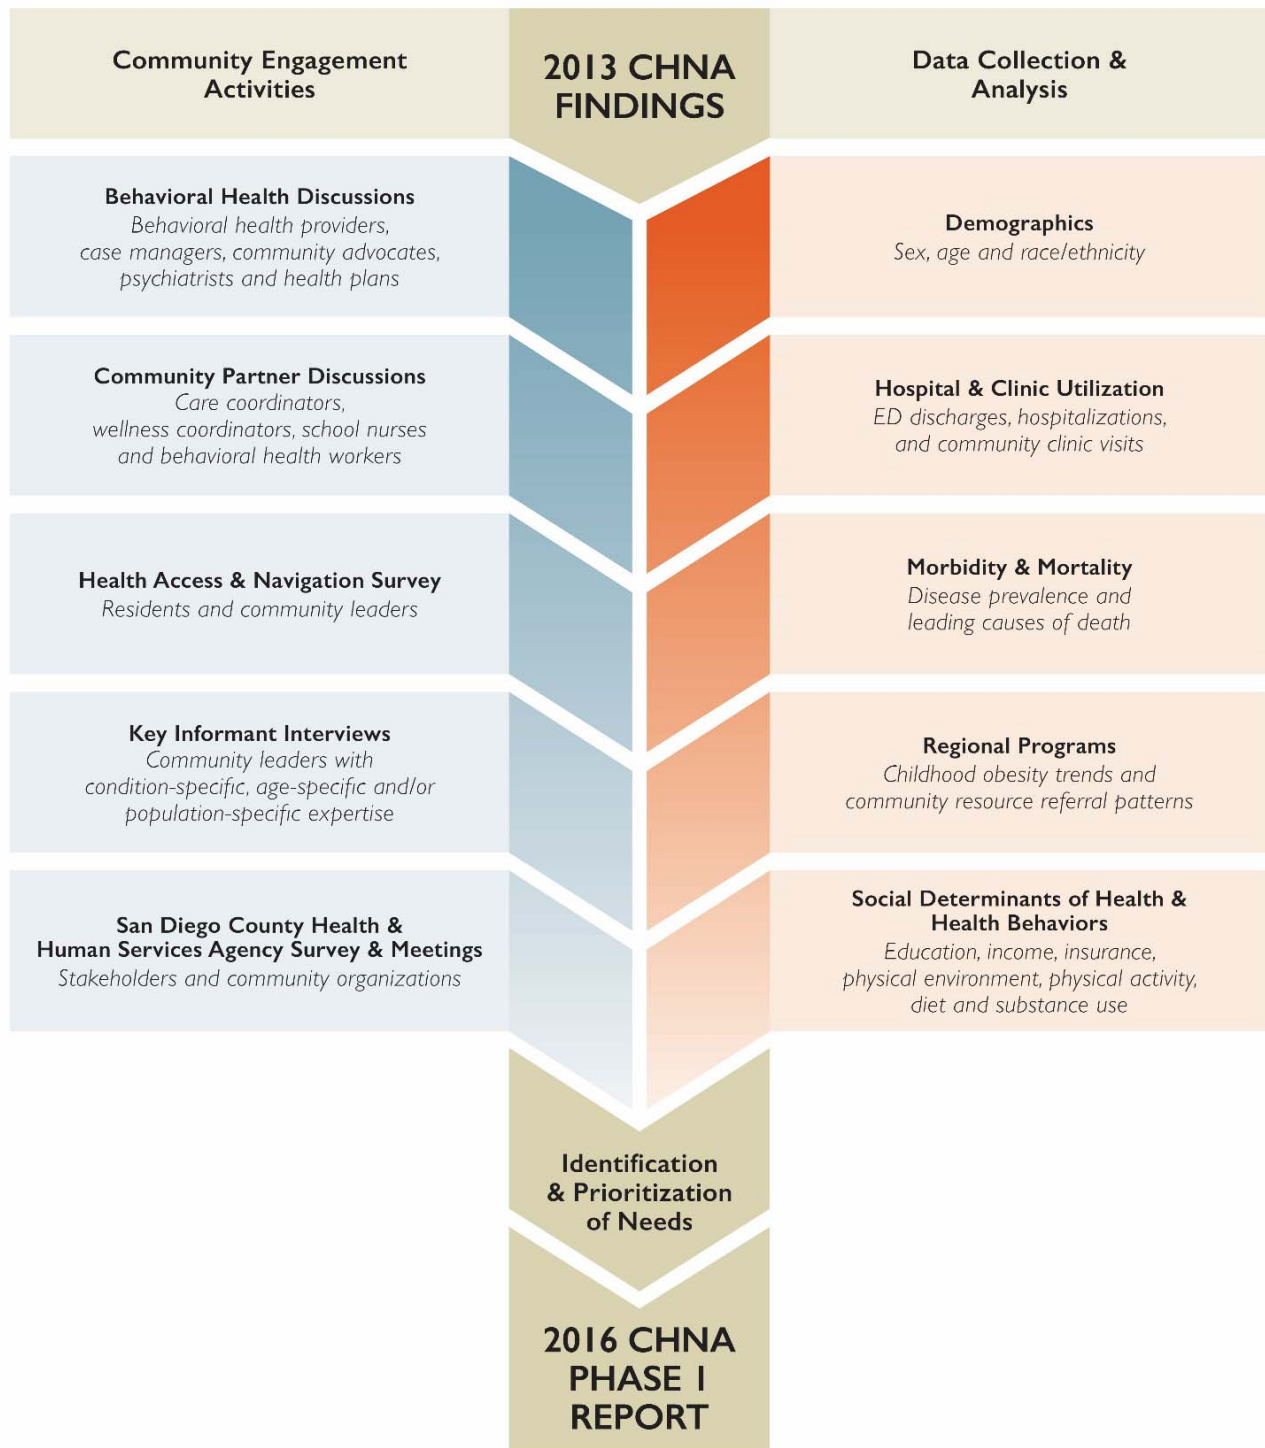 Community Engagement
Activities
2013 CHNA
FINDINGS
Data Collection &
Analysis
Behavioral Health Discussions
Behavioral health providers,
case managers, community advocates,
psychiatrists and health plans
Demographics
Sex, age and race/ethnicity
Community Partner Discussions
Care coordinators,
wellness coordinators, school nurses
and behavioral health workers
Hospital & Clinic Utilization
ED discharges, hospitalizations,
and community clinic visits
Health Access & Navigation Survey
Residents and community leaders
Morbidity & Mortality
Disease prevalence and
leading causes of death
Key Informant Interviews
Community leaders with
condition-specific, age-specific and/or
population-specific expertise
Regional Programs
Childhood obesity trends and
community resource referral patterns
San Diego County Health &
Human Services Agency Survey & Meetings
Stakeholders and community organizations
Social Determinants of Health &
Health Behaviors
Education, income, insurance,
physical environment, physical activity,
diet and substance use
Identification
& Prioritization
of Needs
2016 CHNA
PHASE 1
REPORT